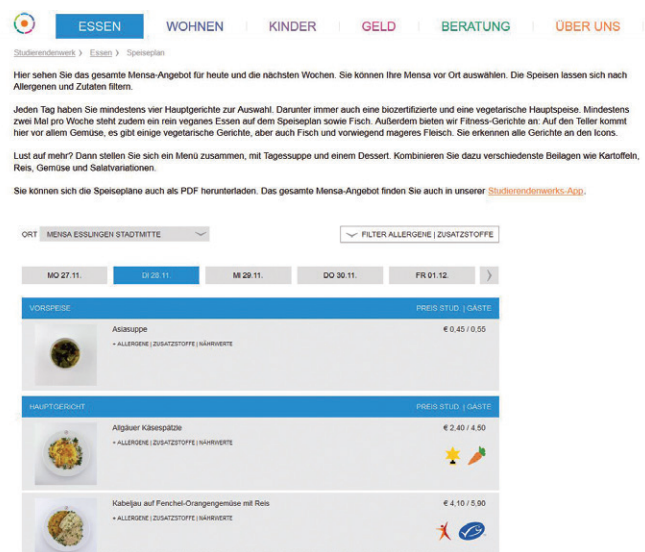 ESSEN WOHNEN KINDER GELD BERATUNG ÜBER UNS
Studierendenwerk > Essen > Speiseplan
Hier sehen Sie das gesamte Mensa-Angebot für heute und die nächsten Wochen. Sie können Ihre Mensa vor Ort auswählen. Die Speisen lassen sich nach
Allergenen und Zutaten filtern.
Jeden Tag haben Sie mindestens vier Hauptgerichte zur Auswahl. Darunter immer auch eine biozertifizierte und eine vegetarische Hauptspeise. Mindestens
zwei Mal pro Woche steht zudem ein rein veganes Essen auf dem Speiseplan sowie Fisch. Außerdem bieten wir Fitness-Gerichte an: Auf den Teller kommt
hier vor allem Gemüse, es gibt einige vegetarische Gerichte, aber auch Fisch und vorwiegend mageres Fleisch. Sie erkennen alle Gerichte an den Icons.
Lust auf mehr? Dann stellen Sie sich ein Menü zusammen, mit Tagessuppe und einem Dessert. Kombinieren Sie dazu verschiedenste Beilagen wie Kartoffeln,
Reis, Gemüse und Salatvariationen.
Sie können sich die Speisepläne auch als PDF herunterladen. Das gesamte Mensa-Angebot finden Sie auch in unserer Studierendenwerks-App.
ORT MENSA ESSLINGEN STADTMITTE FILTER ALLERGENE | ZUSATZSTOFFE
MO 27.11. DI 28.11. MI 29.11. DO 30.11. FR 01.12.
VORSPEISE PREIS STUD. | GÄSTE
Asiasuppe € 0,45 / 0,55
+ ALLERGENE | ZUSATZSTOFFE | NÄHRWERTE
HAUPTGERICHT PREIS STUD. | GÄSTE
Allgäuer Käsespätzle € 2,40 / 4,50
+ ALLERGENE | ZUSATZSTOFFE | NÄHRWERTE
Kabeljau auf Fenchel-Orangengemüse mit Reis € 4,10 / 5,90
+ ALLERGENE | ZUSATZSTOFFE | NÄHRWERTE